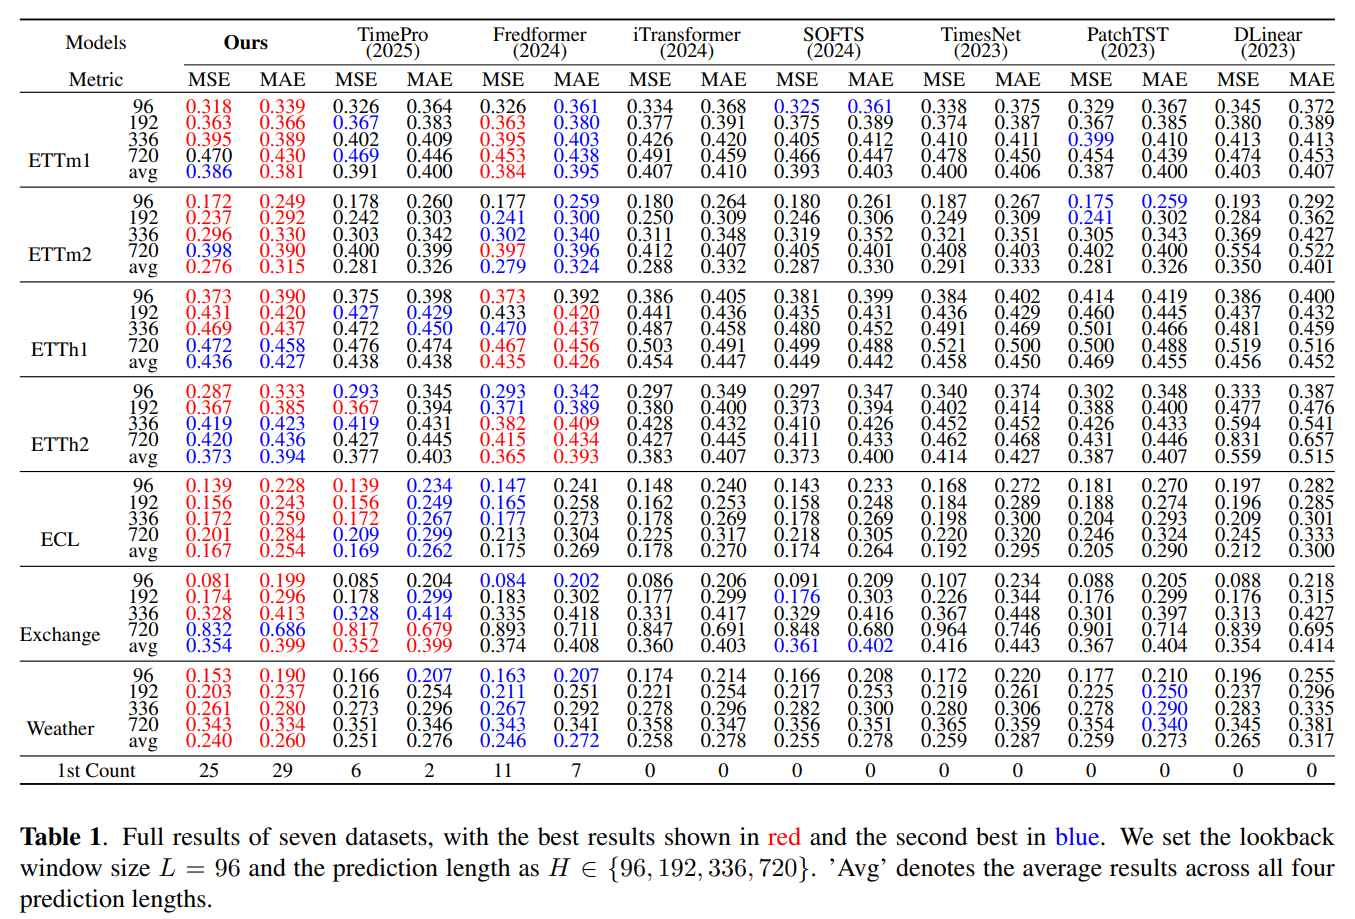 Models Ours TimePro (2025) Fredformer (2024) iTransformer (2024) SOFTS (2024) TimesNet (2023) PatchTST (2023) DLinear (2023)
Metric MSE MAE MSE MAE MSE MAE MSE MAE MSE MAE MSE MAE MSE MAE MSE MAE
ETTm1
96 0.318 0.339 0.326 0.364 0.326 0.361 0.334 0.368 0.325 0.361 0.338 0.375 0.329 0.367 0.345 0.372
192 0.363 0.366 0.367 0.383 0.363 0.380 0.377 0.391 0.375 0.389 0.374 0.387 0.367 0.385 0.380 0.389
336 0.395 0.389 0.402 0.409 0.395 0.403 0.426 0.420 0.405 0.412 0.410 0.411 0.399 0.410 0.413 0.413
720 0.470 0.430 0.469 0.446 0.453 0.438 0.491 0.459 0.466 0.447 0.478 0.450 0.454 0.439 0.474 0.453
avg 0.386 0.381 0.391 0.400 0.384 0.395 0.407 0.410 0.393 0.403 0.400 0.406 0.387 0.400 0.403 0.407
ETTm2
96 0.172 0.249 0.178 0.260 0.177 0.259 0.180 0.264 0.180 0.261 0.187 0.267 0.175 0.259 0.193 0.292
192 0.237 0.292 0.242 0.303 0.241 0.300 0.250 0.309 0.246 0.306 0.249 0.309 0.241 0.302 0.284 0.362
336 0.296 0.330 0.303 0.342 0.302 0.340 0.311 0.348 0.319 0.352 0.321 0.351 0.305 0.343 0.369 0.427
720 0.398 0.390 0.400 0.399 0.397 0.396 0.412 0.407 0.405 0.401 0.408 0.403 0.402 0.400 0.554 0.522
avg 0.276 0.315 0.281 0.326 0.279 0.324 0.288 0.332 0.287 0.330 0.291 0.333 0.281 0.326 0.350 0.401
ETTh1
96 0.373 0.390 0.375 0.398 0.373 0.392 0.386 0.405 0.381 0.399 0.384 0.402 0.414 0.419 0.386 0.400
192 0.431 0.420 0.427 0.429 0.433 0.420 0.441 0.436 0.435 0.431 0.436 0.429 0.460 0.445 0.437 0.432
336 0.469 0.437 0.472 0.450 0.470 0.437 0.487 0.458 0.480 0.452 0.491 0.469 0.501 0.466 0.481 0.459
720 0.472 0.458 0.476 0.474 0.467 0.456 0.503 0.491 0.499 0.488 0.521 0.500 0.500 0.488 0.519 0.516
avg 0.436 0.427 0.438 0.438 0.435 0.426 0.454 0.447 0.449 0.442 0.458 0.450 0.469 0.455 0.456 0.452
ETTh2
96 0.287 0.333 0.293 0.345 0.293 0.342 0.297 0.349 0.297 0.347 0.340 0.374 0.302 0.348 0.333 0.387
192 0.367 0.385 0.367 0.394 0.371 0.389 0.380 0.400 0.373 0.394 0.402 0.414 0.388 0.400 0.477 0.476
336 0.419 0.423 0.419 0.431 0.382 0.409 0.428 0.432 0.410 0.426 0.452 0.452 0.426 0.433 0.594 0.541
720 0.420 0.436 0.427 0.445 0.415 0.434 0.427 0.445 0.411 0.433 0.462 0.468 0.431 0.446 0.831 0.657
avg 0.373 0.394 0.377 0.403 0.365 0.393 0.383 0.407 0.373 0.400 0.414 0.427 0.387 0.407 0.559 0.515
ECL
96 0.139 0.228 0.139 0.234 0.147 0.241 0.148 0.240 0.143 0.233 0.168 0.272 0.181 0.270 0.197 0.282
192 0.156 0.243 0.156 0.249 0.165 0.258 0.162 0.253 0.158 0.248 0.184 0.289 0.188 0.274 0.196 0.285
336 0.172 0.259 0.172 0.267 0.177 0.273 0.178 0.269 0.178 0.269 0.198 0.300 0.204 0.293 0.209 0.301
720 0.201 0.284 0.209 0.299 0.213 0.304 0.225 0.317 0.218 0.305 0.220 0.320 0.246 0.324 0.245 0.333
avg 0.167 0.254 0.169 0.262 0.175 0.269 0.178 0.270 0.174 0.264 0.192 0.295 0.205 0.290 0.212 0.300
Exchange
96 0.081 0.199 0.085 0.204 0.084 0.202 0.086 0.206 0.091 0.209 0.107 0.234 0.088 0.205 0.088 0.218
192 0.174 0.296 0.178 0.299 0.183 0.302 0.177 0.299 0.176 0.303 0.226 0.344 0.176 0.299 0.176 0.315
336 0.328 0.413 0.328 0.414 0.335 0.418 0.331 0.417 0.329 0.416 0.367 0.448 0.301 0.397 0.313 0.427
720 0.832 0.686 0.817 0.679 0.893 0.711 0.847 0.691 0.848 0.680 0.964 0.746 0.901 0.714 0.839 0.695
avg 0.354 0.399 0.352 0.399 0.374 0.408 0.360 0.403 0.361 0.402 0.416 0.443 0.367 0.404 0.354 0.414
Weather
96 0.153 0.190 0.166 0.207 0.163 0.207 0.174 0.214 0.166 0.208 0.172 0.220 0.177 0.210 0.196 0.255
192 0.203 0.237 0.216 0.254 0.211 0.251 0.221 0.254 0.217 0.253 0.219 0.261 0.225 0.250 0.237 0.296
336 0.261 0.280 0.273 0.296 0.267 0.292 0.278 0.296 0.282 0.300 0.280 0.306 0.278 0.290 0.283 0.335
720 0.343 0.334 0.351 0.346 0.343 0.341 0.358 0.347 0.356 0.351 0.365 0.359 0.354 0.340 0.345 0.381
avg 0.240 0.260 0.251 0.276 0.246 0.272 0.258 0.278 0.255 0.278 0.259 0.287 0.259 0.273 0.265 0.317
1st Count 25 29 6 2 11 7 0 0 0 0 0 0 0 0 0 0
Table 1. Full results of seven datasets, with the best results shown in red and the second best in blue. We set the lookback
window size L = 96 and the prediction length as H ∈ {96, 192, 336, 720}. ’Avg’ denotes the average results across all four
prediction lengths.